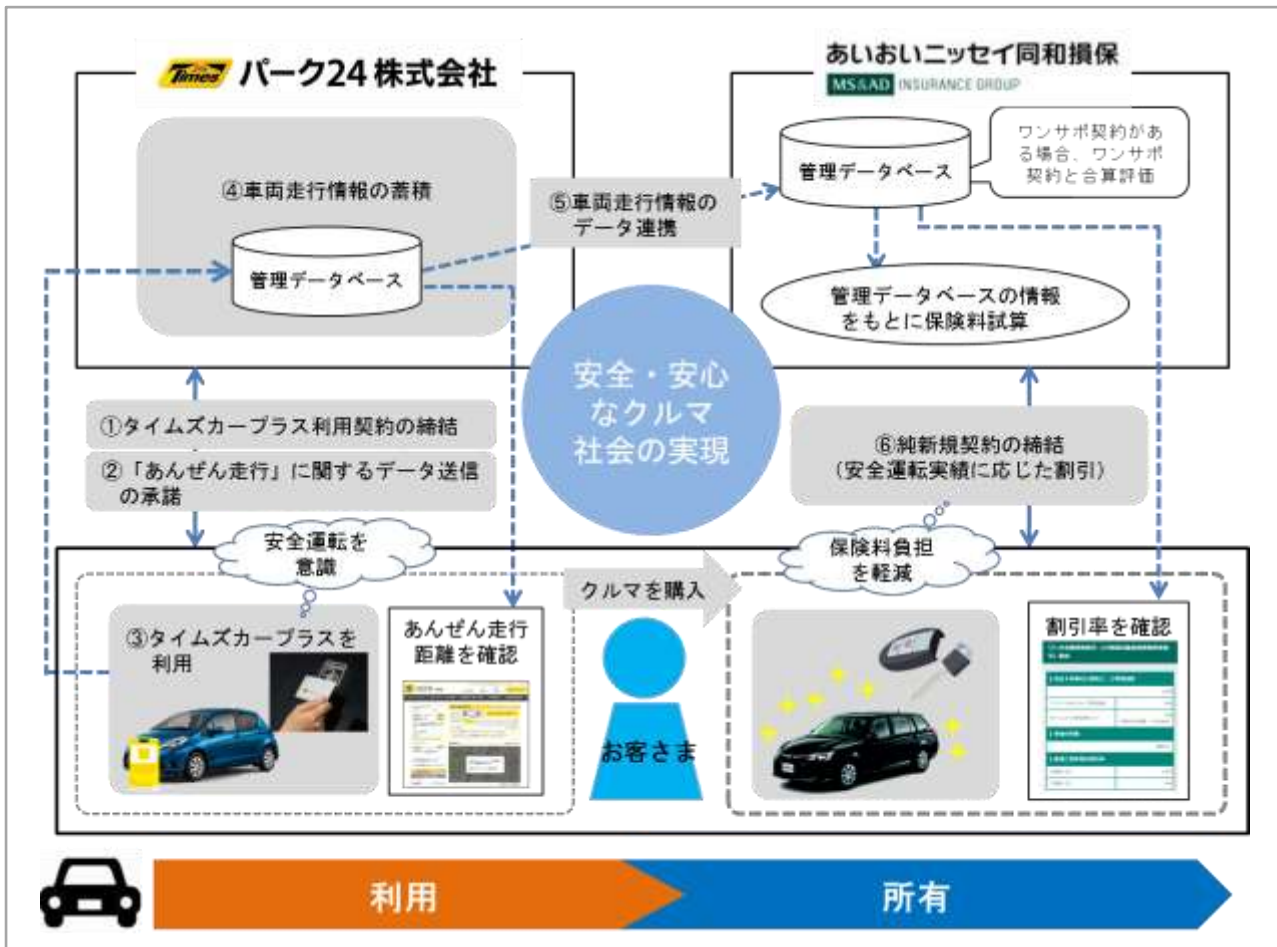 Times パーク24株式会社
④車両走行情報の蓄積
管理データベース
⑤車両走行情報の
データ連携
あいおいニッセイ同和損保
MS&AD INSURANCE GROUP
管理データベース
ワンサポ契約があ
る場合、ワンサポ
契約と合算評価
管理データベースの情報
をもとに保険料試算
安全・安心
なクルマ
社会の実現
①タイムズカープラス利用契約の締結
②「あんぜん走行」に関するデータ送信
の承諾
⑥純新規契約の締結
(安全運転実績に応じた割引)
安全運転を
意識
③タイムズカープラスを
利用
あんぜん走行
距離を確認
クルマを購入
お客さま
保険料負担
を軽減
割引率を確認
利用
所有